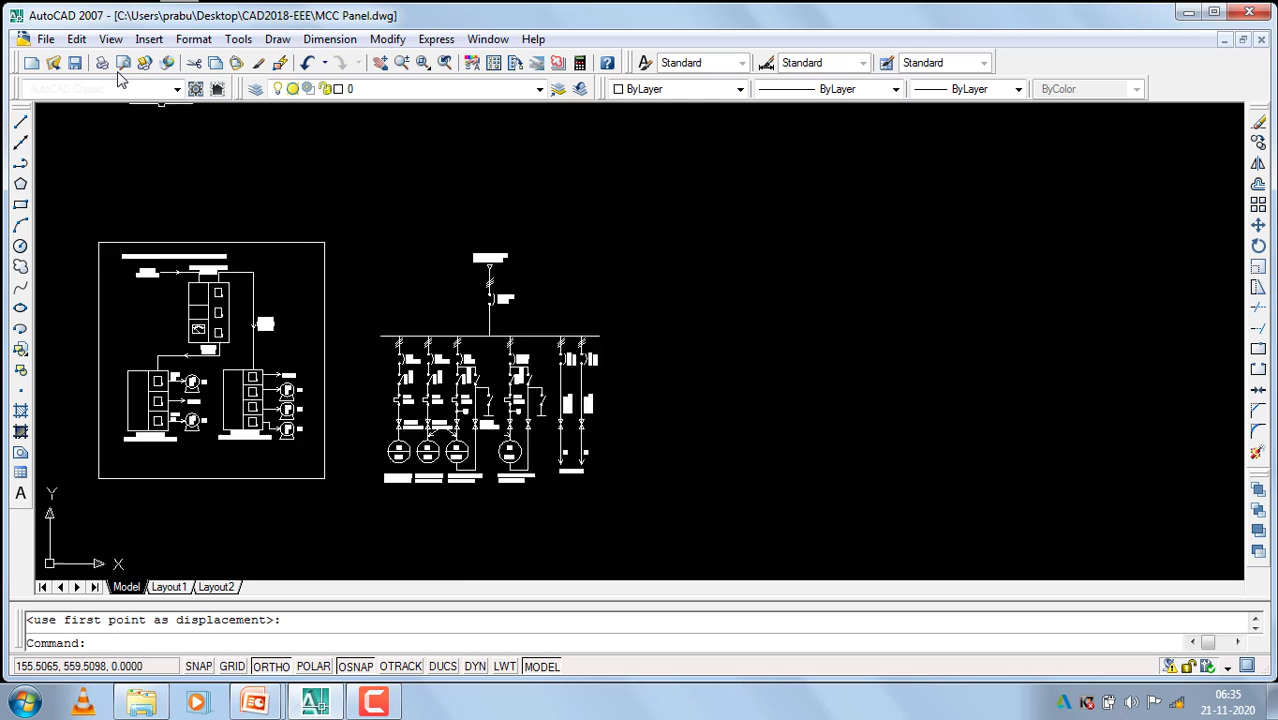 AutoCAD 2007 - [C:\Users\prabu\Desktop\CAD2018-EEE\MCC Panel.dwg]
File Edit View Insert Format Tools Draw Dimension Modify Express Window Help
Standard Standard Standard
AutoCAD Classic 0 ByLayer ByLayer ByLayer ByColor
A
Y
X
Model Layout1 Layout2
<use first point as displacement>:
Command:
155.5065, 559.5098, 0.0000 SNAP GRID ORTHO POLAR OSNAP OTRACK DUCS DYN LWT MODEL
06:35
21-11-2020